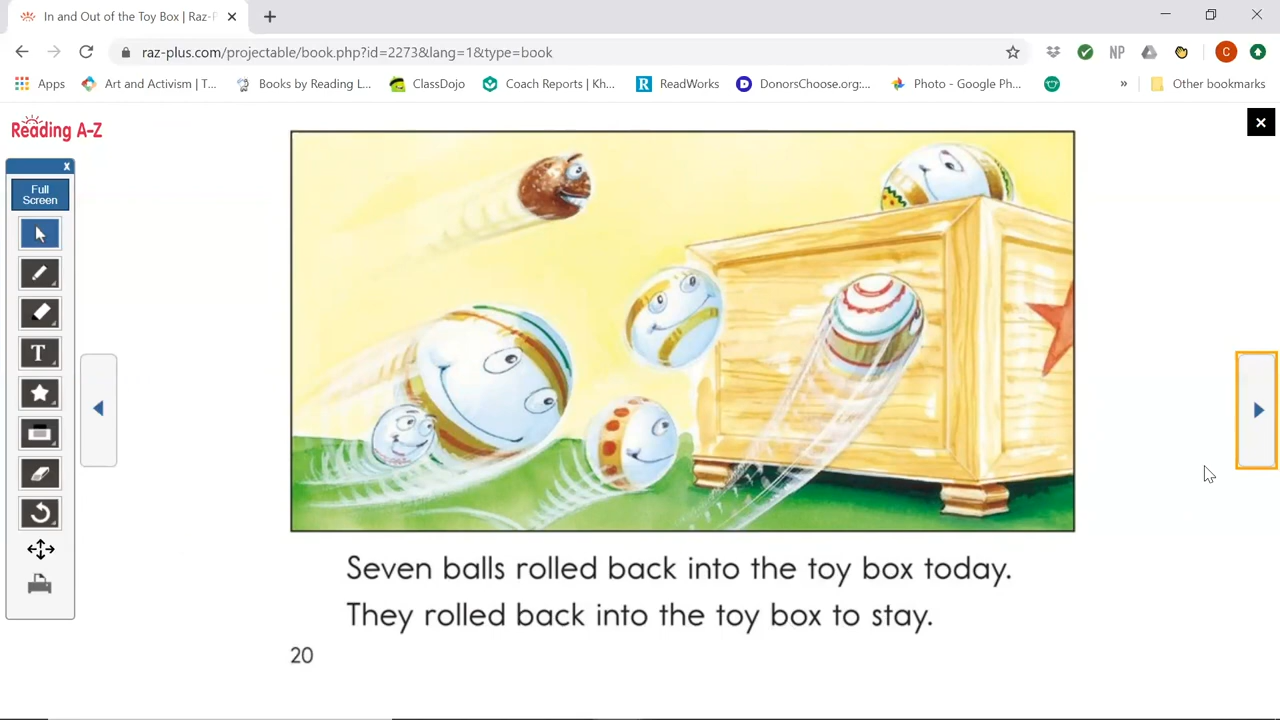 In and Out of the Toy Box | Raz-P
raz-plus.com/projectable/book.php?id=2273&lang=1&type=book
NP
C
Apps
Art and Activism | T...
Books by Reading L...
ClassDojo
Coach Reports | Kh...
R
ReadWorks
D
DonorsChoose.org:...
Photo - Google Ph...
»
Other bookmarks
Reading A-Z
x
Full
Screen
T
Seven balls rolled back into the toy box today.
They rolled back into the toy box to stay.
20